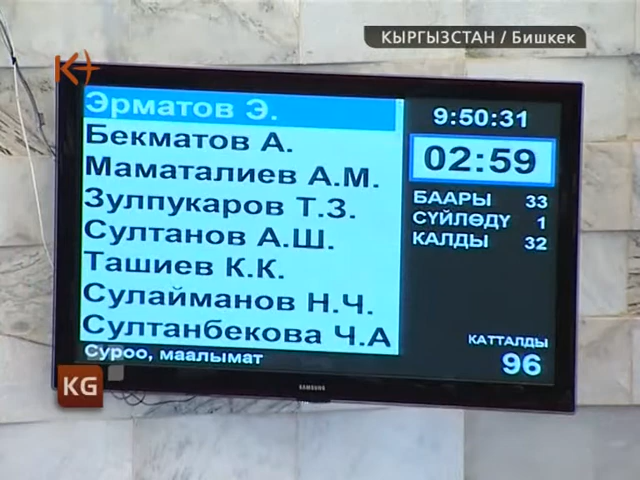 КЫРГЫЗСТАН / Бишкек
K+
Эрматов Э.
Бекматов А.
Маматалиев А.М.
Зулпукаров Т.З.
Султанов А.Ш.
Ташиев К.К.
Сулайманов Н.Ч.
Султанбекова Ч.А
Суроо, маалымат
9:50:31
02:59
БААРЫ 33
СҮЙЛӨДҮ 1
КАЛДЫ 32
КАТТАЛДЫ
96
SAMSUNG
KG